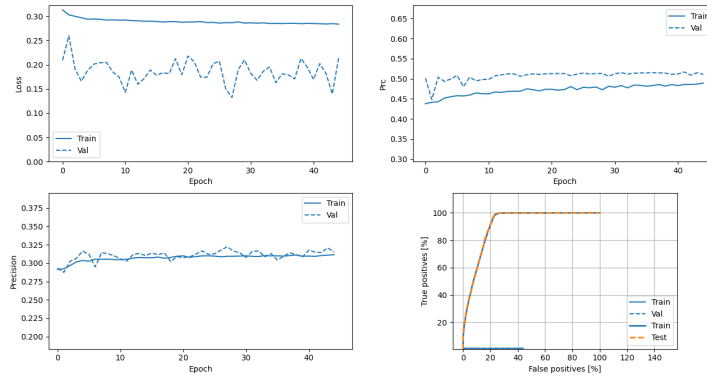 0.30
0.25
0.20
0.15
0.10
0.05
0.00
Loss
Train
Val
0 10 20 30 40
Epoch
0.65
0.60
0.55
0.50
0.45
0.40
0.35
0.30
Prc
Train
Val
0 10 20 30 40
Epoch
0.375
0.350
0.325
0.300
0.275
0.250
0.225
0.200
Precision
Train
Val
0 10 20 30 40
Epoch
100
80
60
40
20
True positives [%]
Train
Val
Train
Test
0 20 40 60 80 100 120 140
False positives [%]